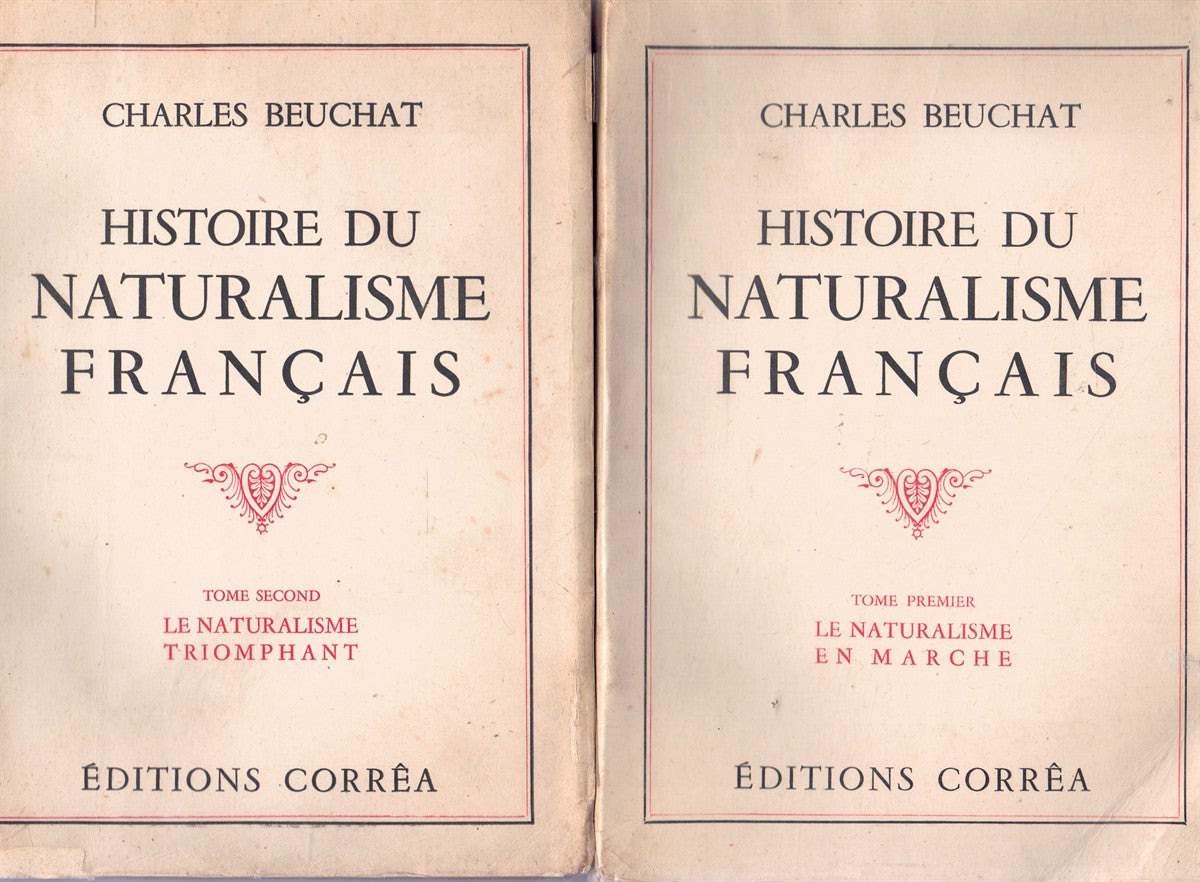 CHARLES BEUCHAT
HISTOIRE DU
NATURALISME
FRANÇAIS
TOME SECOND
LE NATURALISME
TRIOMPHANT
ÉDITIONS CORRÊA
CHARLES BEUCHAT
HISTOIRE DU
NATURALISME
FRANÇAIS
TOME PREMIER
LE NATURALISME
EN MARCHE
ÉDITIONS CORRÊA